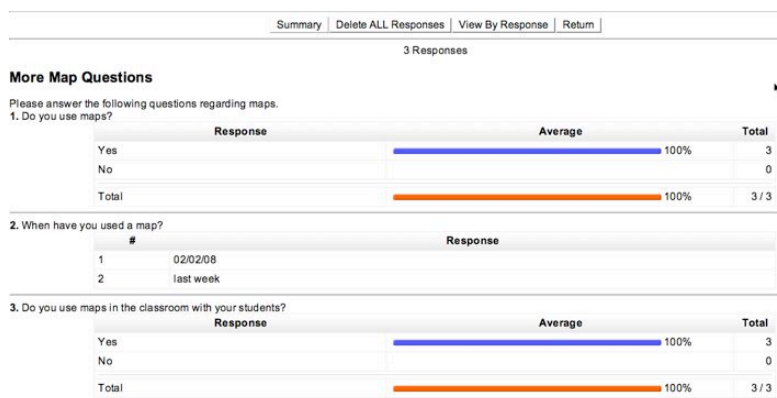 Summary Delete ALL Responses View By Response Return
3 Responses
More Map Questions
Please answer the following questions regarding maps.
1. Do you use maps?
Response Average Total
Yes 100% 3
No 0
Total 100% 3 / 3
2. When have you used a map?
# Response
1 02/02/08
2 last week
3. Do you use maps in the classroom with your students?
Response Average Total
Yes 100% 3
No 0
Total 100% 3 / 3